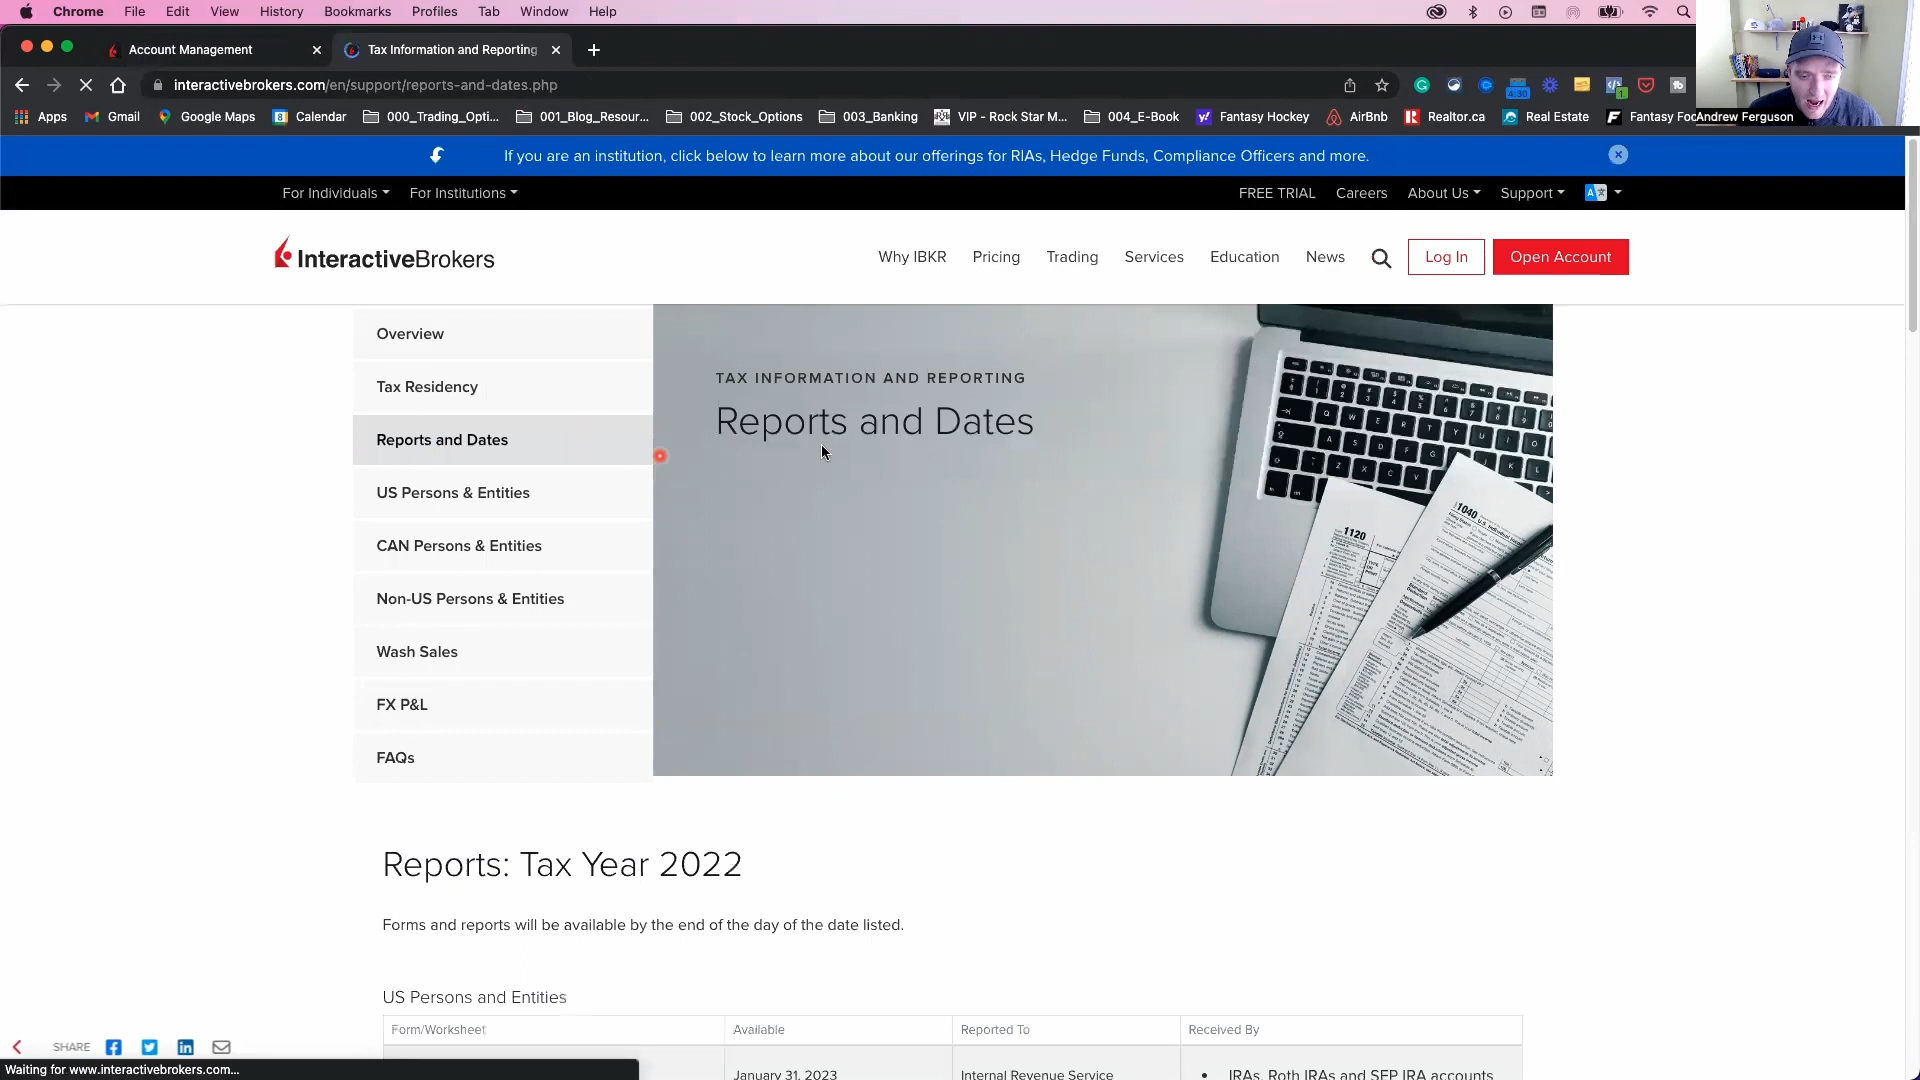 Chrome File Edit View History Bookmarks Profiles Tab Window Help
Account Management
Tax Information and Reporting
interactivebrokers.com/en/support/reports-and-dates.php
4:30
1
Apps Gmail Google Maps 8 Calendar 000_Trading_Opti... 001_Blog_Resour... 002_Stock_Options 003_Banking VIP - Rock Star M... 004_E-Book Fantasy Hockey AirBnb Realtor.ca Real Estate Fantasy Foo
Andrew Ferguson
If you are an institution, click below to learn more about our offerings for RIAs, Hedge Funds, Compliance Officers and more.
For Individuals For Institutions FREE TRIAL Careers About Us Support
InteractiveBrokers Why IBKR Pricing Trading Services Education News Log In Open Account
Overview
Tax Residency
Reports and Dates
US Persons & Entities
CAN Persons & Entities
Non-US Persons & Entities
Wash Sales
FX P&L
FAQs
TAX INFORMATION AND REPORTING
Reports and Dates
1120
1040
Reports: Tax Year 2022
Forms and reports will be available by the end of the day of the date listed.
US Persons and Entities
Form/Worksheet Available Reported To Received By
January 31, 2023 Internal Revenue Service • IRAs, Roth IRAs and SEP IRA accounts
SHARE
Waiting for www.interactivebrokers.com...